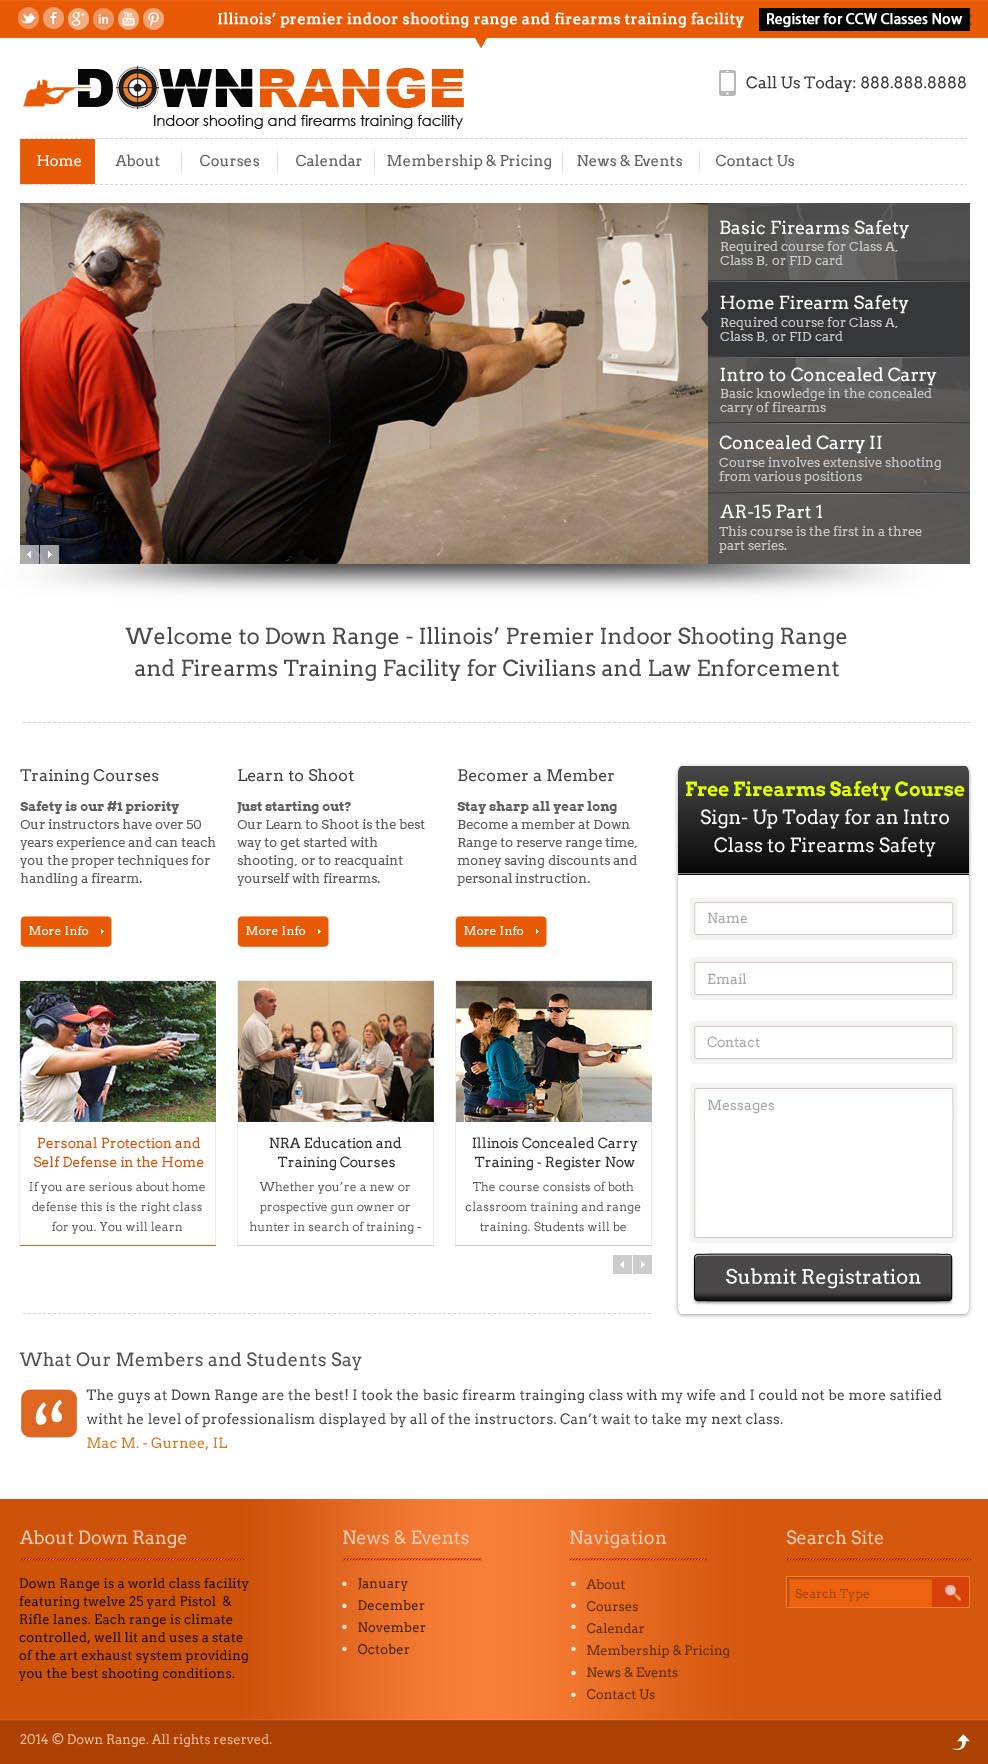 Illinois’ premier indoor shooting range and firearms training facility
Register for CCW Classes Now
DOWNRANGE
Indoor shooting and firearms training facility
Call Us Today: 888.888.8888
Home
About
Courses
Calendar
Membership & Pricing
News & Events
Contact Us
Basic Firearms Safety
Required course for Class A,
Class B, or FID card
Home Firearm Safety
Required course for Class A,
Class B, or FID card
Intro to Concealed Carry
Basic knowledge in the concealed
carry of firearms
Concealed Carry II
Course involves extensive shooting
from various positions
AR-15 Part 1
This course is the first in a three
part series.
Welcome to Down Range - Illinois’ Premier Indoor Shooting Range
and Firearms Training Facility for Civilians and Law Enforcement
Training Courses
Safety is our #1 priority
Our instructors have over 50
years experience and can teach
you the proper techniques for
handling a firearm.
More Info
Learn to Shoot
Just starting out?
Our Learn to Shoot is the best
way to get started with
shooting, or to reacquaint
yourself with firearms.
More Info
Becomer a Member
Stay sharp all year long
Become a member at Down
Range to reserve range time,
money saving discounts and
personal instruction.
More Info
Free Firearms Safety Course
Sign- Up Today for an Intro
Class to Firearms Safety
Name
Email
Contact
Messages
Submit Registration
Personal Protection and
Self Defense in the Home
If you are serious about home
defense this is the right class
for you. You will learn
NRA Education and
Training Courses
Whether you’re a new or
prospective gun owner or
hunter in search of training -
Illinois Concealed Carry
Training - Register Now
The course consists of both
classroom training and range
training. Students will be
What Our Members and Students Say
The guys at Down Range are the best! I took the basic firearm trainging class with my wife and I could not be more satified
witht he level of professionalism displayed by all of the instructors. Can’t wait to take my next class.
Mac M. - Gurnee, IL
About Down Range
Down Range is a world class facility
featuring twelve 25 yard Pistol &
Rifle lanes. Each range is climate
controlled, well lit and uses a state
of the art exhaust system providing
you the best shooting conditions.
News & Events
January
December
November
October
Navigation
About
Courses
Calendar
Membership & Pricing
News & Events
Contact Us
Search Site
Search Type
2014 © Down Range. All rights reserved.